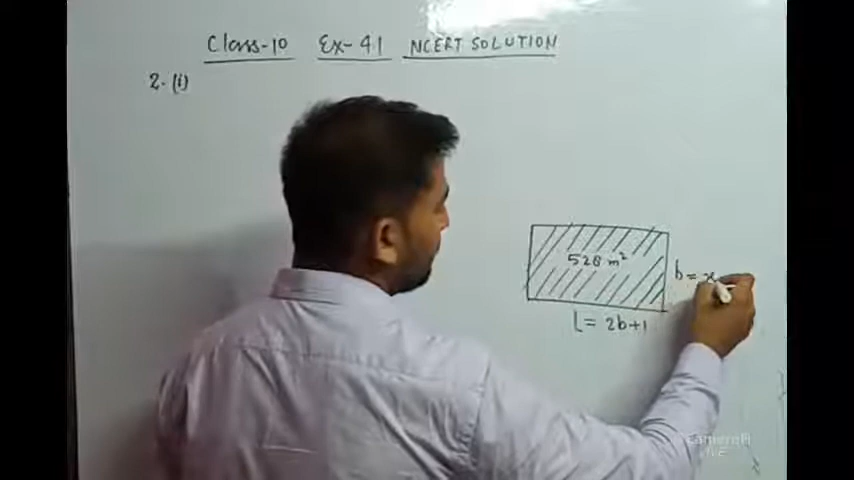 Class-10 Ex-4.1 NCERT SOLUTION
2. (i)
528 m²
b = x
l = 2b+1